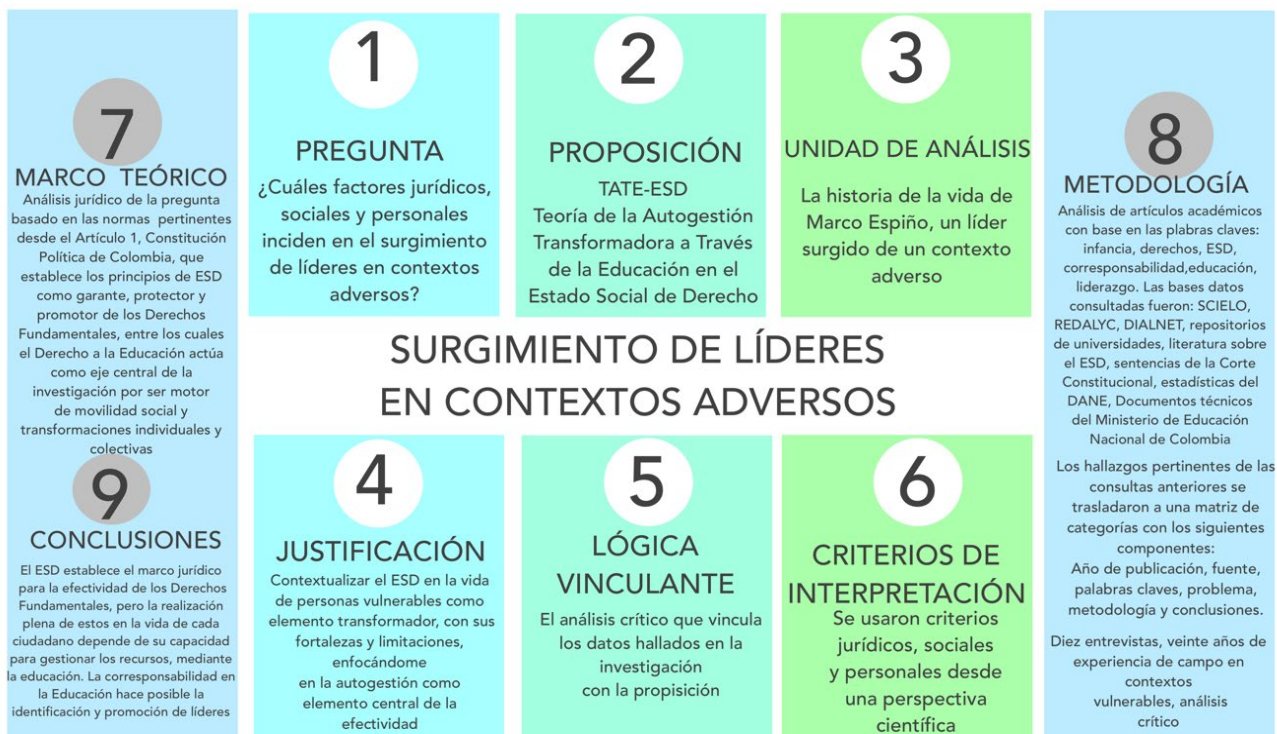 1
PREGUNTA
¿Cuáles factores jurídicos,
sociales y personales
inciden en el surgimiento
de líderes en contextos
adversos?
2
PROPOSICIÓN
TATE-ESD
Teoría de la Autogestión
Transformadora a Través
de la Educación en el
Estado Social de Derecho
3
UNIDAD DE ANÁLISIS
La historia de la vida de
Marco Espiño, un líder
surgido de un contexto
adverso
SURGIMIENTO DE LÍDERES
EN CONTEXTOS ADVERSOS
4
JUSTIFICACIÓN
Contextualizar el ESD en la vida
de personas vulnerables como
elemento transformador, con sus
fortalezas y limitaciones,
enfocándome
en la autogestión como
elemento central de la
efectividad
5
LÓGICA
VINCULANTE
El análisis crítico que vincula
los datos hallados en la
investigación
con la propisición
6
CRITERIOS DE
INTERPRETACIÓN
Se usaron criterios
jurídicos, sociales
y personales desde
una perspectiva
científica
7
MARCO TEÓRICO
Análisis jurídico de la pregunta
basado en las normas pertinentes
desde el Artículo 1, Constitución
Política de Colombia, que
establece los principios de ESD
como garante, protector y
promotor de los Derechos
Fundamentales, entre los cuales
el Derecho a la Educación actúa
como eje central de la
investigación por ser motor
de movilidad social y
transformaciones individuales y
colectivas
8
METODOLOGÍA
Análisis de artículos académicos
con base en las plabras claves:
infancia, derechos, ESD,
corresponsabilidad,educación,
liderazgo. Las bases datos
consultadas fueron: SCIELO,
REDALYC, DIALNET, repositorios
de universidades, literatura sobre
el ESD, sentencias de la Corte
Constitucional, estadísticas del
DANE, Documentos técnicos
del Ministerio de Educación
Nacional de Colombia
Los hallazgos pertinentes de las
consultas anteriores se
trasladaron a una matriz de
categorías con los siguientes
componentes:
Año de publicación, fuente,
palabras claves, problema,
metodología y conclusiones.
Diez entrevistas, veinte años de
experiencia de campo en
contextos
vulnerables, análisis
crítico
9
CONCLUSIONES
El ESD establece el marco jurídico
para la efectividad de los Derechos
Fundamentales, pero la realización
plena de estos en la vida de cada
ciudadano depende de su capacidad
para gestionar los recursos, mediante
la educación. La corresponsabilidad en
la Educación hace posible la
identificación y promoción de líderes